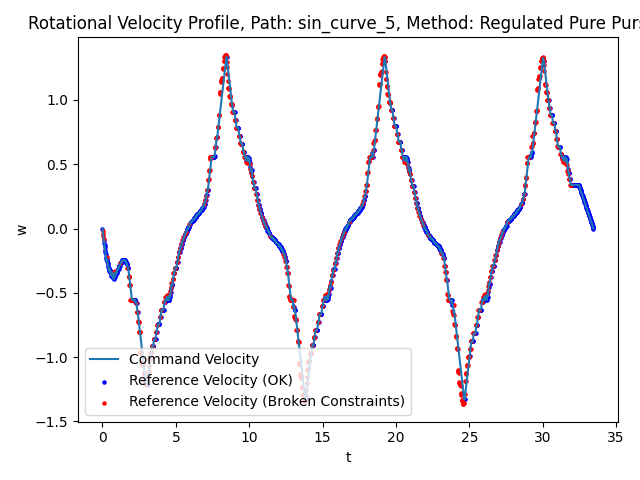 Rotational Velocity Profile, Path: sin_curve_5, Method: Regulated Pure
1.0
0.5
0.0
−0.5
−1.0
−1.5
w
Command Velocity
Reference Velocity (OK)
Reference Velocity (Broken Constraints)
0 5 10 15 20 25 30 35
t